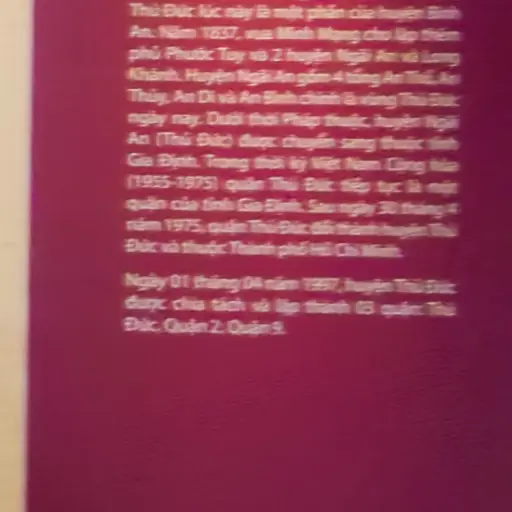 Thủ Đức lúc này là một phần của huyện Bình
An. Năm 1837, vua Minh Mạng cho lập thêm
phủ Phước Tuy và 2 huyện Ngãi An và Long
Khánh. Huyện Ngãi An gồm 4 tổng An Thổ, An
Thủy, An Dĩ và An Bình chính là vùng Thủ Đức
ngày nay. Dưới thời Pháp thuộc, huyện Ngãi
An (Thủ Đức) được chuyển sang thuộc tỉnh
Gia Định. Trong thời kỳ Việt Nam Cộng hòa
(1955-1975) quận Thủ Đức tiếp tục là một
quận của tỉnh Gia Định. Sau ngày 30 tháng 4
năm 1975, quận Thủ Đức đổi thành huyện Thủ
Đức và thuộc Thành phố Hồ Chí Minh.
Ngày 01 tháng 04 năm 1997, huyện Thủ Đức
được chia tách và lập thành 03 quận: Thủ
Đức, Quận 2, Quận 9.